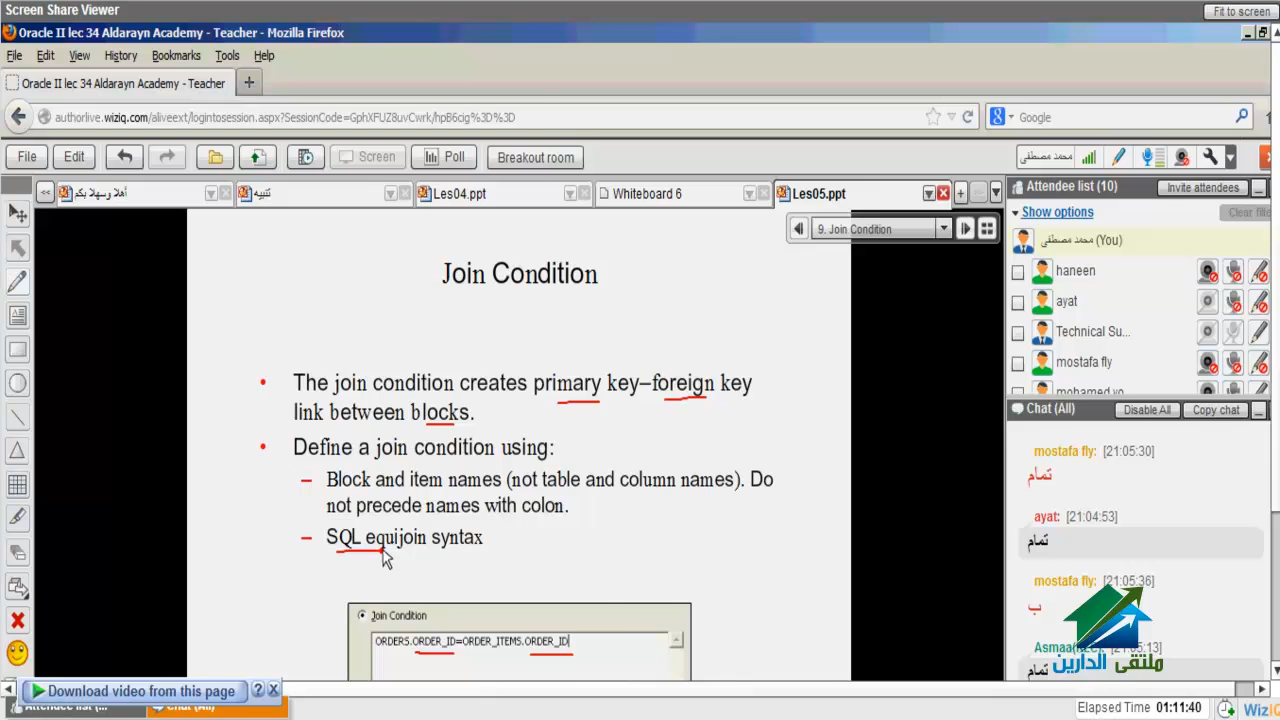 Screen Share Viewer
Fit to screen
Oracle II lec 34 Aldarayn Academy - Teacher - Mozilla Firefox
File Edit View History Bookmarks Tools Help
Oracle II lec 34 Aldarayn Academy - Teacher
authorlive.wiziq.com/aliveext/logintosession.aspx?SessionCode=GphXFUZ8uvCwrk/hpB6cig%3D%3D
Google
File Edit Screen Poll Breakout room محمد مصطفى
أهلا وسهلا بكم
تنبيه
Les04.ppt
Whiteboard 6
Les05.ppt
Attendee list (10)
Invite attendees
Show options
9. Join Condition
محمد مصطفى (You)
haneen
ayat
Technical Su...
mostafa fly
Join Condition
• The join condition creates primary key–foreign key
link between blocks.
• Define a join condition using:
– Block and item names (not table and column names). Do
not precede names with colon.
– SQL equijoin syntax
Join Condition
ORDERS.ORDER_ID=ORDER_ITEMS.ORDER_ID
Chat (All)
Disable All
Copy chat
mostafa fly: [21:05:30]
تمام
ayat: [21:04:53]
تمام
mostafa fly: [21:05:36]
ب
تمام
ملتقى الدارين
Download video from this page
Chat (All)
Elapsed Time 01:11:40